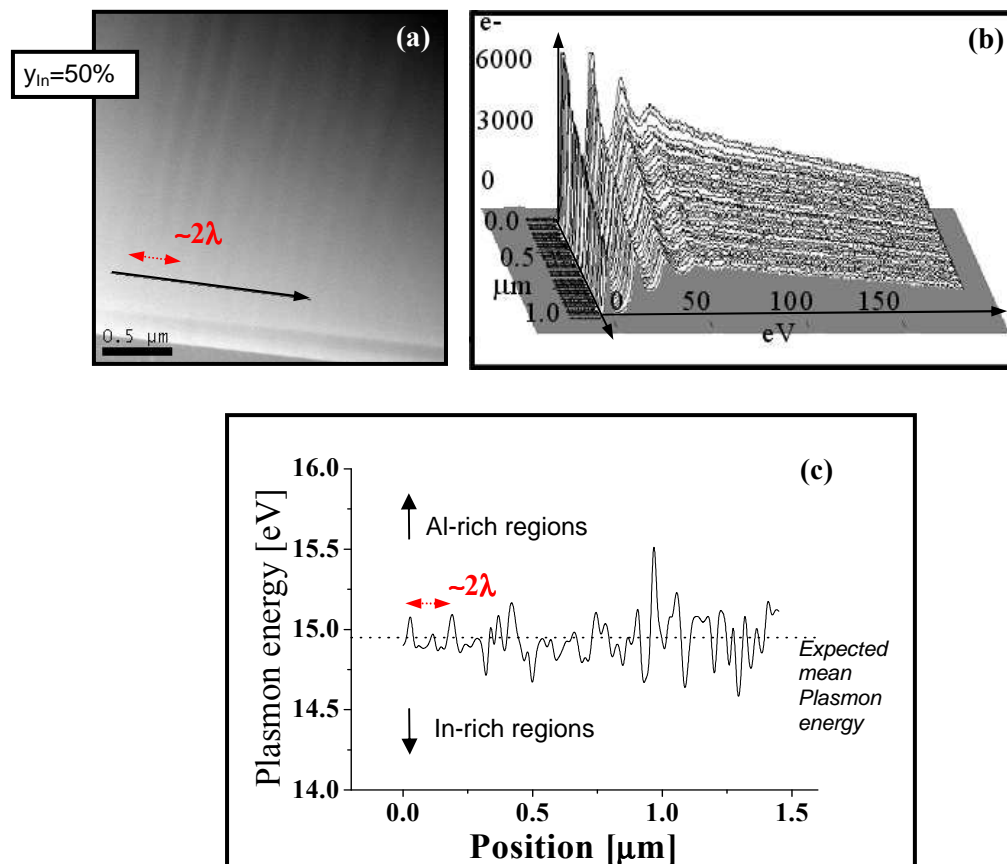 (a)
y_In=50%
~2λ
0.5 μm
e-
(b)
6000
3000
0
0.0
0.5
μm
1.0
0
50
100
150
eV
(c)
16.0
15.5
15.0
14.5
14.0
Plasmon energy [eV]
Al-rich regions
~2λ
Expected
mean
Plasmon
energy
In-rich regions
0.0
0.5
1.0
1.5
Position [μm]